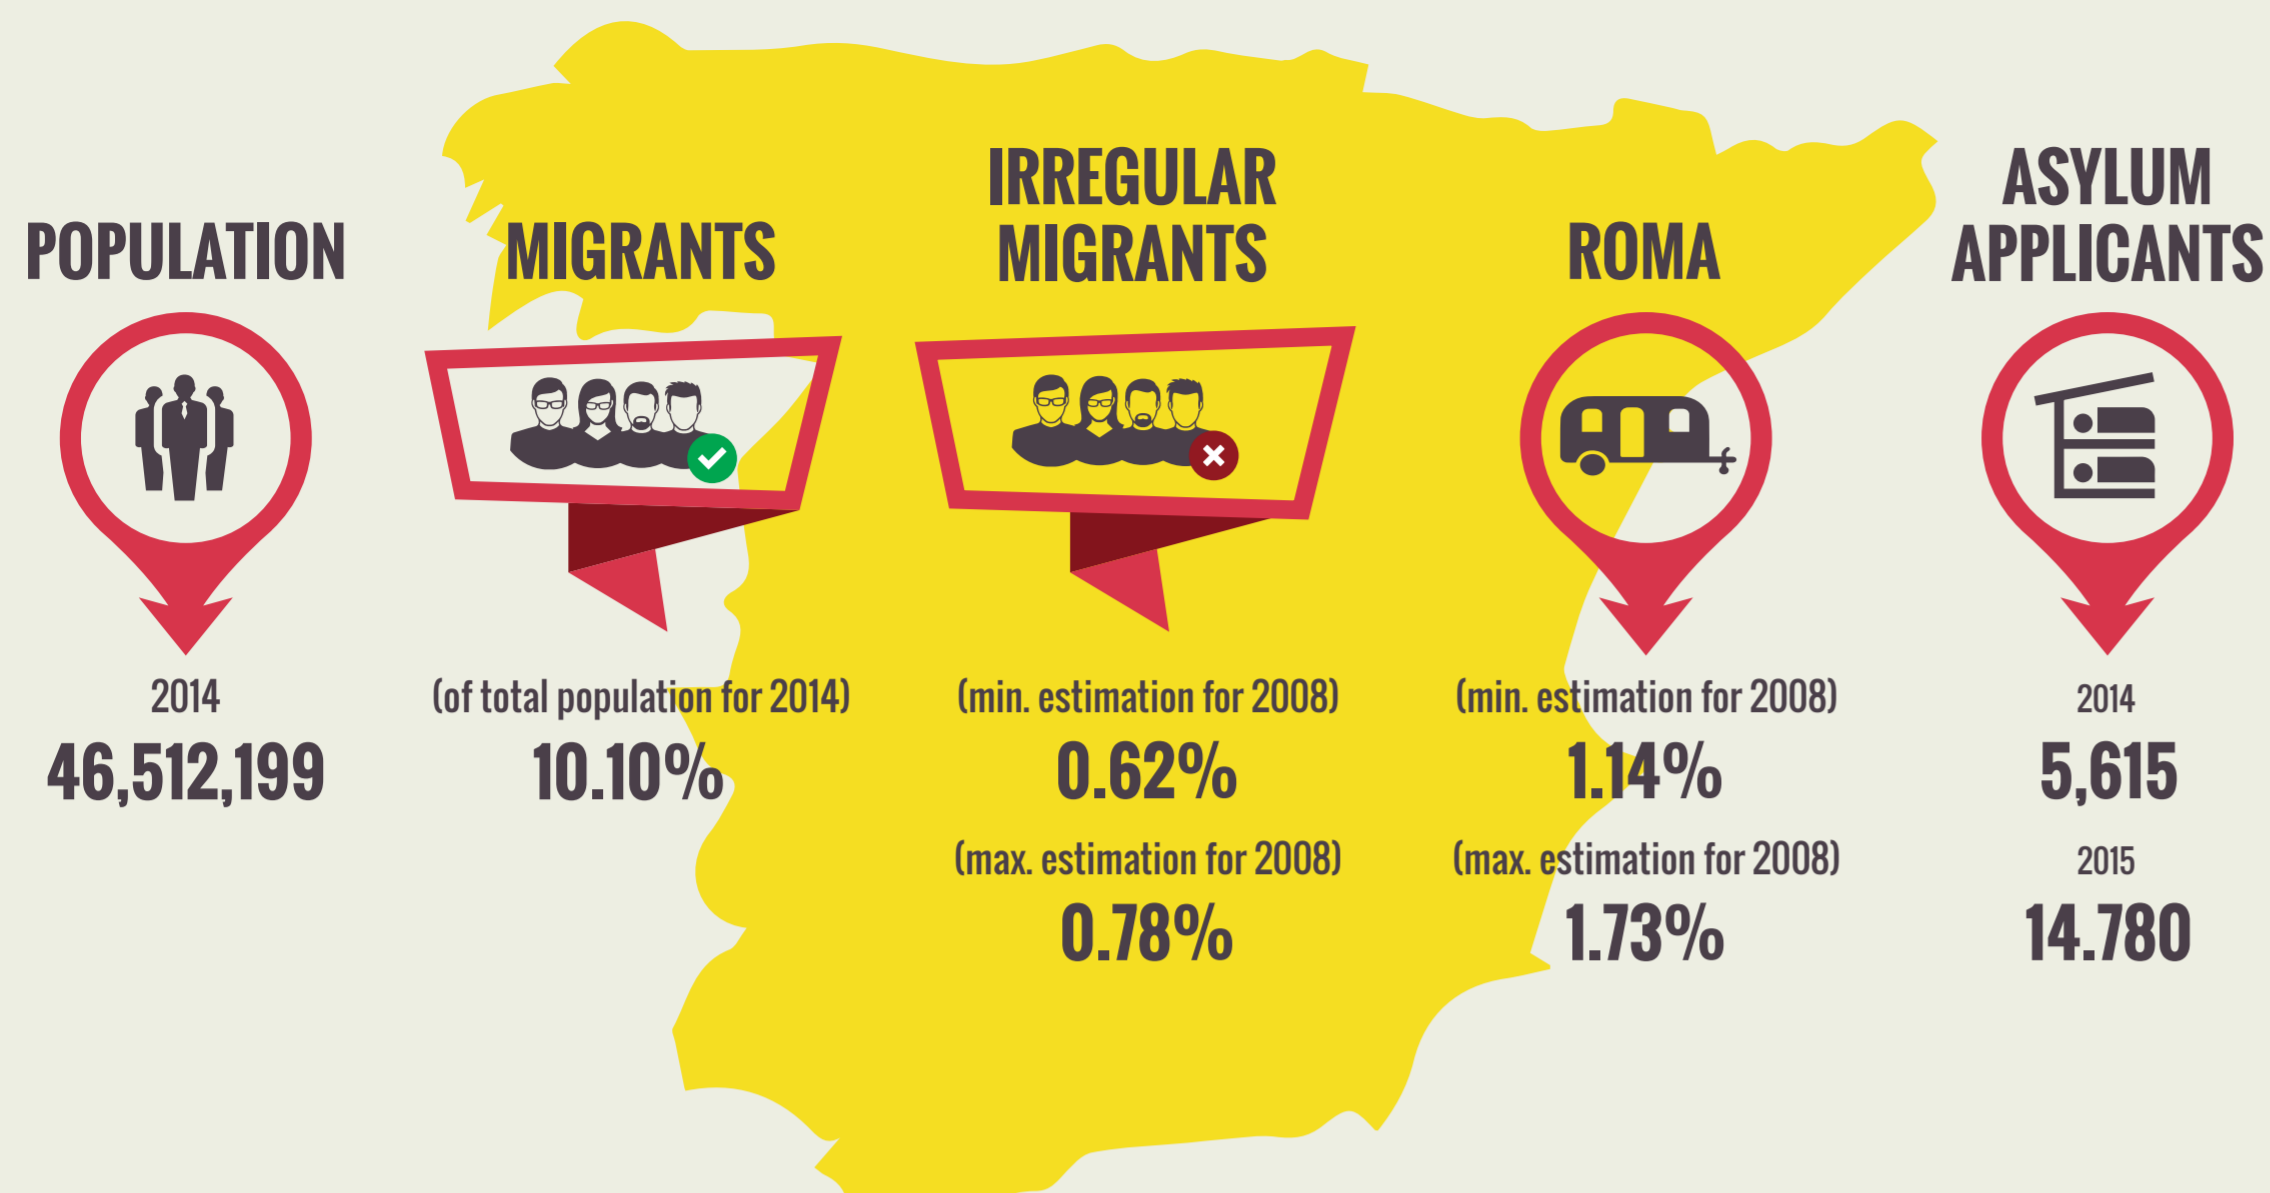 POPULATION
2014
46,512,199
MIGRANTS
(of total population for 2014)
10.10%
IRREGULAR
MIGRANTS
(min. estimation for 2008)
0.62%
(max. estimation for 2008)
0.78%
ROMA
(min. estimation for 2008)
1.14%
(max. estimation for 2008)
1.73%
ASYLUM
APPLICANTS
2014
5,615
2015
14.780